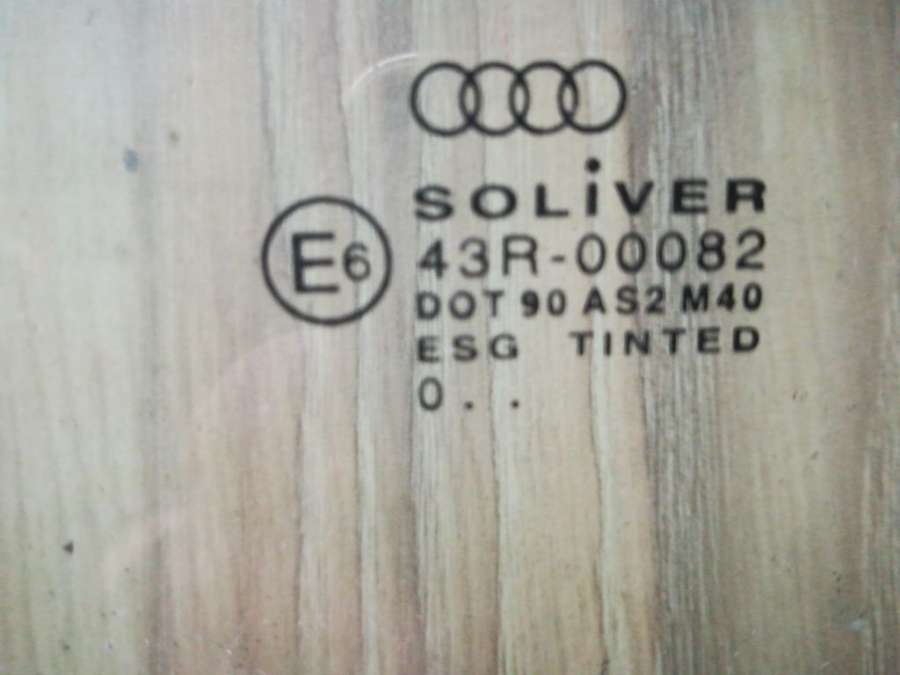 SOLiVER
E6 43R-00082
DOT 90 AS2 M40
ESG TINTED
0 . .